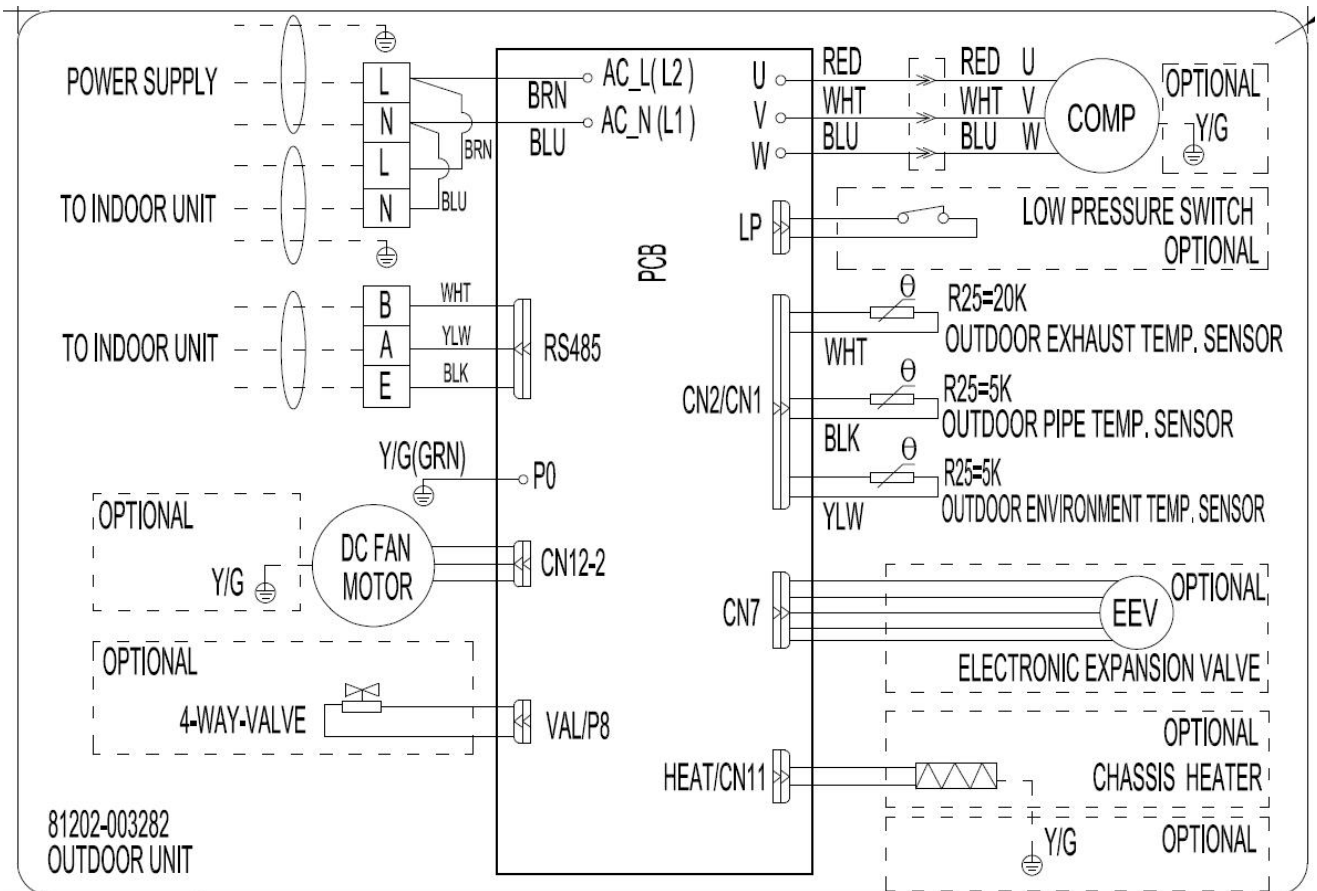 POWER SUPPLY
L
N
L
N
BRN
BLU
BRN
BLU
AC_L( L2 )
AC_N (L1 )
TO INDOOR UNIT
B
A
E
WHT
YLW
BLK
RS485
TO INDOOR UNIT
Y/G(GRN)
P0
OPTIONAL
Y/G
DC FAN
MOTOR
CN12-2
OPTIONAL
4-WAY-VALVE
VAL/P8
81202-003282
OUTDOOR UNIT
PCB
U
V
W
RED
WHT
BLU
RED U
WHT V
BLU W
COMP
OPTIONAL
Y/G
LP
LOW PRESSURE SWITCH
OPTIONAL
CN2/CN1
θ
R25=20K
OUTDOOR EXHAUST TEMP. SENSOR
WHT
θ
R25=5K
OUTDOOR PIPE TEMP. SENSOR
BLK
θ
R25=5K
OUTDOOR ENVIRONMENT TEMP. SENSOR
YLW
CN7
OPTIONAL
EEV
ELECTRONIC EXPANSION VALVE
HEAT/CN11
OPTIONAL
CHASSIS HEATER
Y/G
OPTIONAL